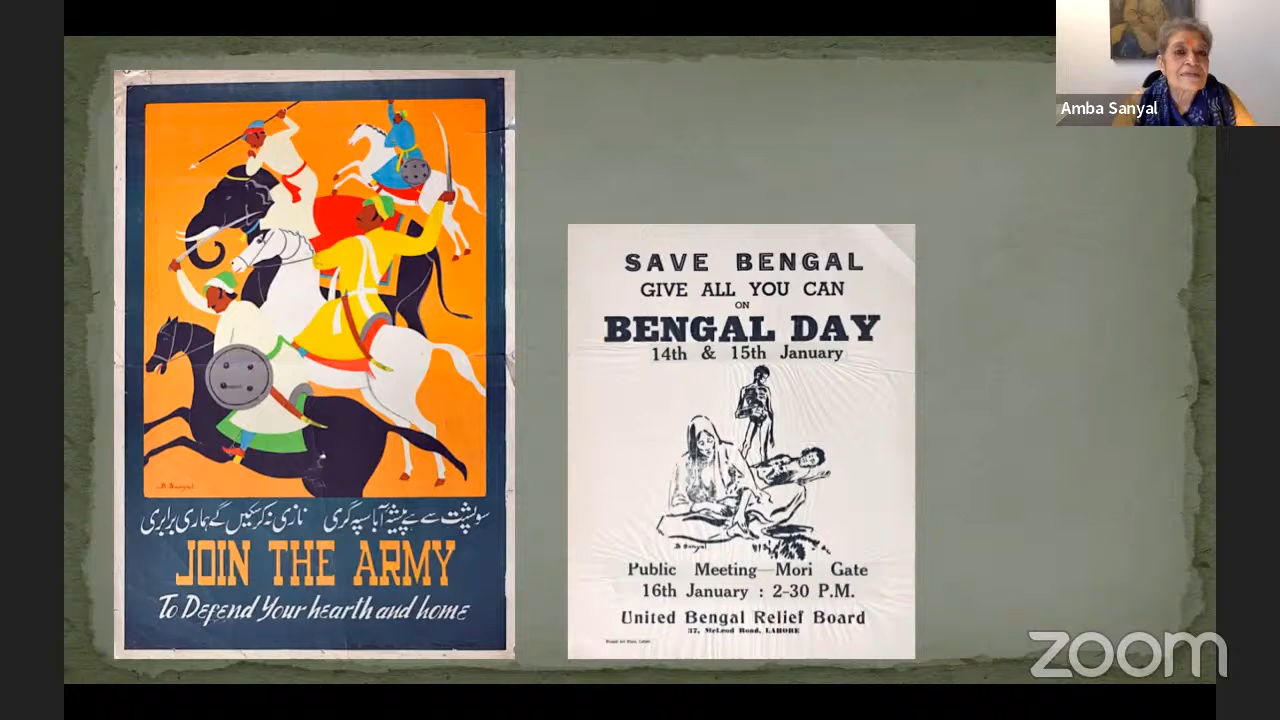 B. Sanyal
سو پشت سے ہے پیشۂ آبا سپہ گری نازی نہ کر سکیں گے ہماری برابری
JOIN THE ARMY
To Defend Your hearth and home
SAVE BENGAL
GIVE ALL YOU CAN
ON
BENGAL DAY
14th & 15th January
B Sanyal
Public Meeting—Mori Gate
16th January : 2-30 P.M.
United Bengal Relief Board
37, McLeod Road, LAHORE
Amba Sanyal
zoom